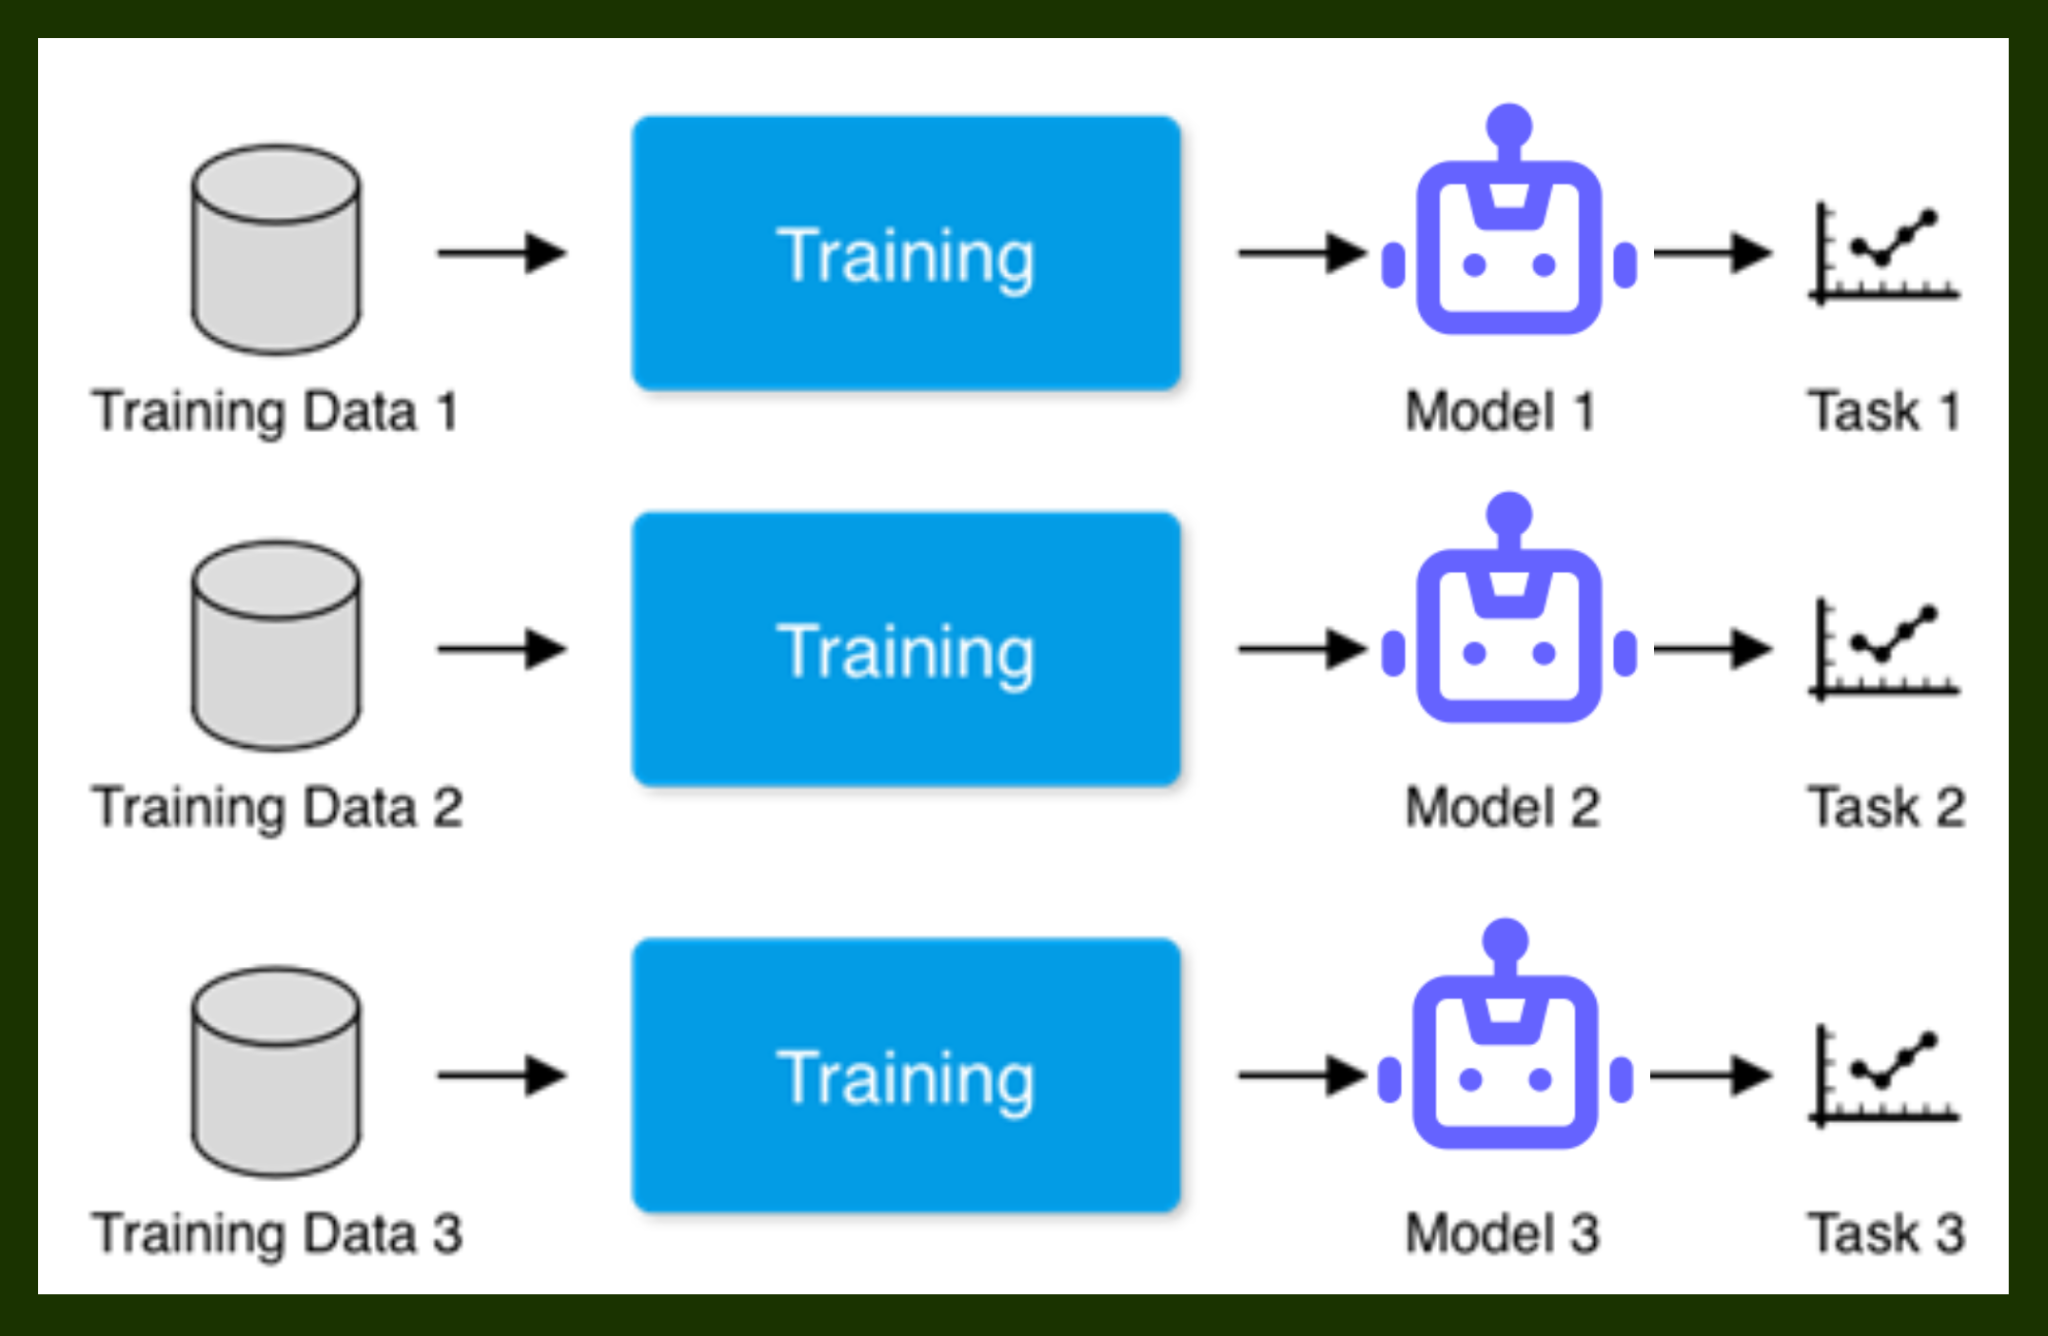 Training
Training Data 1
Model 1
Task 1
Training
Training Data 2
Model 2
Task 2
Training
Training Data 3
Model 3
Task 3